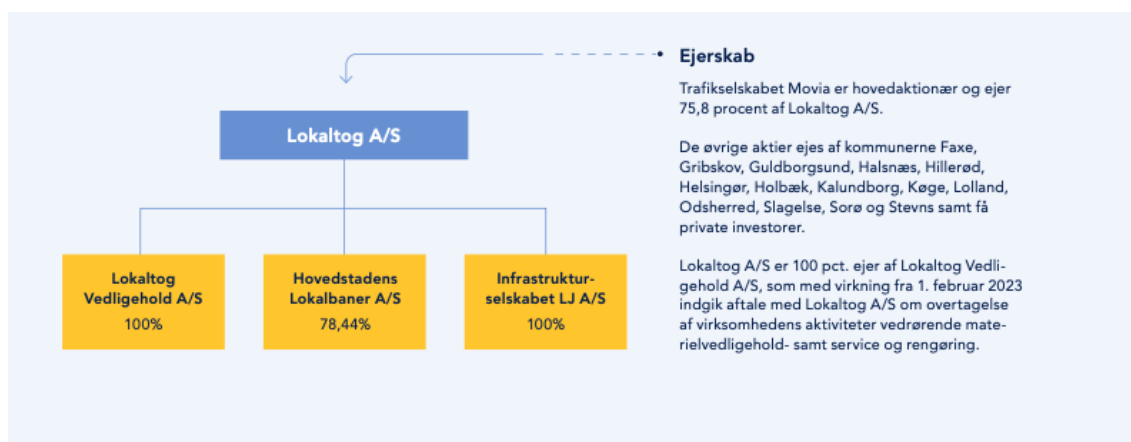 Ejerskab
Trafikselskabet Movia er hovedaktionær og ejer
75,8 procent af Lokaltog A/S.
De øvrige aktier ejes af kommunerne Faxe,
Gribskov, Guldborgsund, Halsnæs, Hillerød,
Helsingør, Holbæk, Kalundborg, Køge, Lolland,
Odsherred, Slagelse, Sorø og Stevns samt få
private investorer.
Lokaltog A/S er 100 pct. ejer af Lokaltog Vedli-
gehold A/S, som med virkning fra 1. februar 2023
indgik aftale med Lokaltog A/S om overtagelse
af virksomhedens aktiviteter vedrørende mate-
rielvedligehold- samt service og rengøring.
Lokaltog A/S
Lokaltog
Vedligehold A/S
100%
Hovedstadens
Lokalbaner A/S
78,44%
Infrastruktur-
selskabet LJ A/S
100%